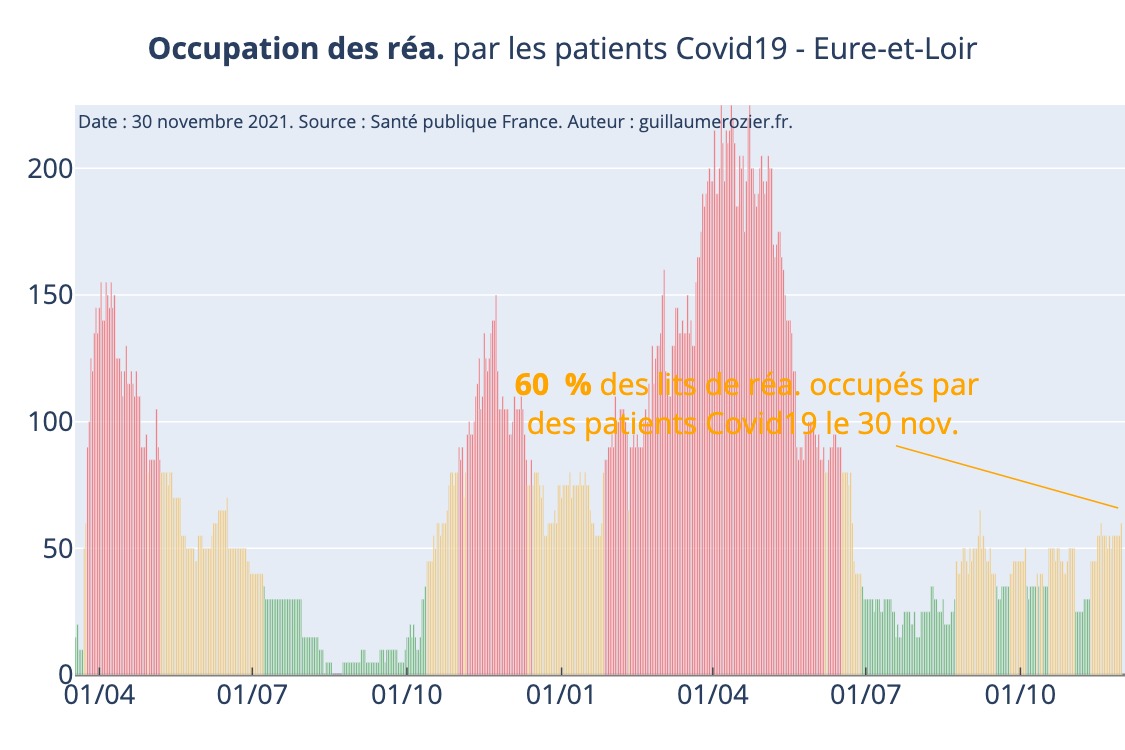 Occupation des réa. par les patients Covid19 - Eure-et-Loir
Date : 30 novembre 2021. Source : Santé publique France. Auteur : guillaumerozier.fr.
200
150
60 % des lits de réa. occupés par
des patients Covid19 le 30 nov.
100
50
0
01/04 01/07 01/10 01/01 01/04 01/07 01/10